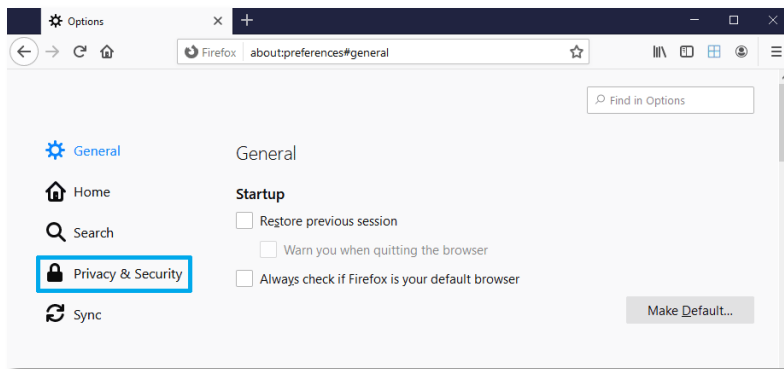 Options
Firefox about:preferences#general
Find in Options
General
Home
Search
Privacy & Security
Sync
General
Startup
Restore previous session
Warn you when quitting the browser
Always check if Firefox is your default browser
Make Default...